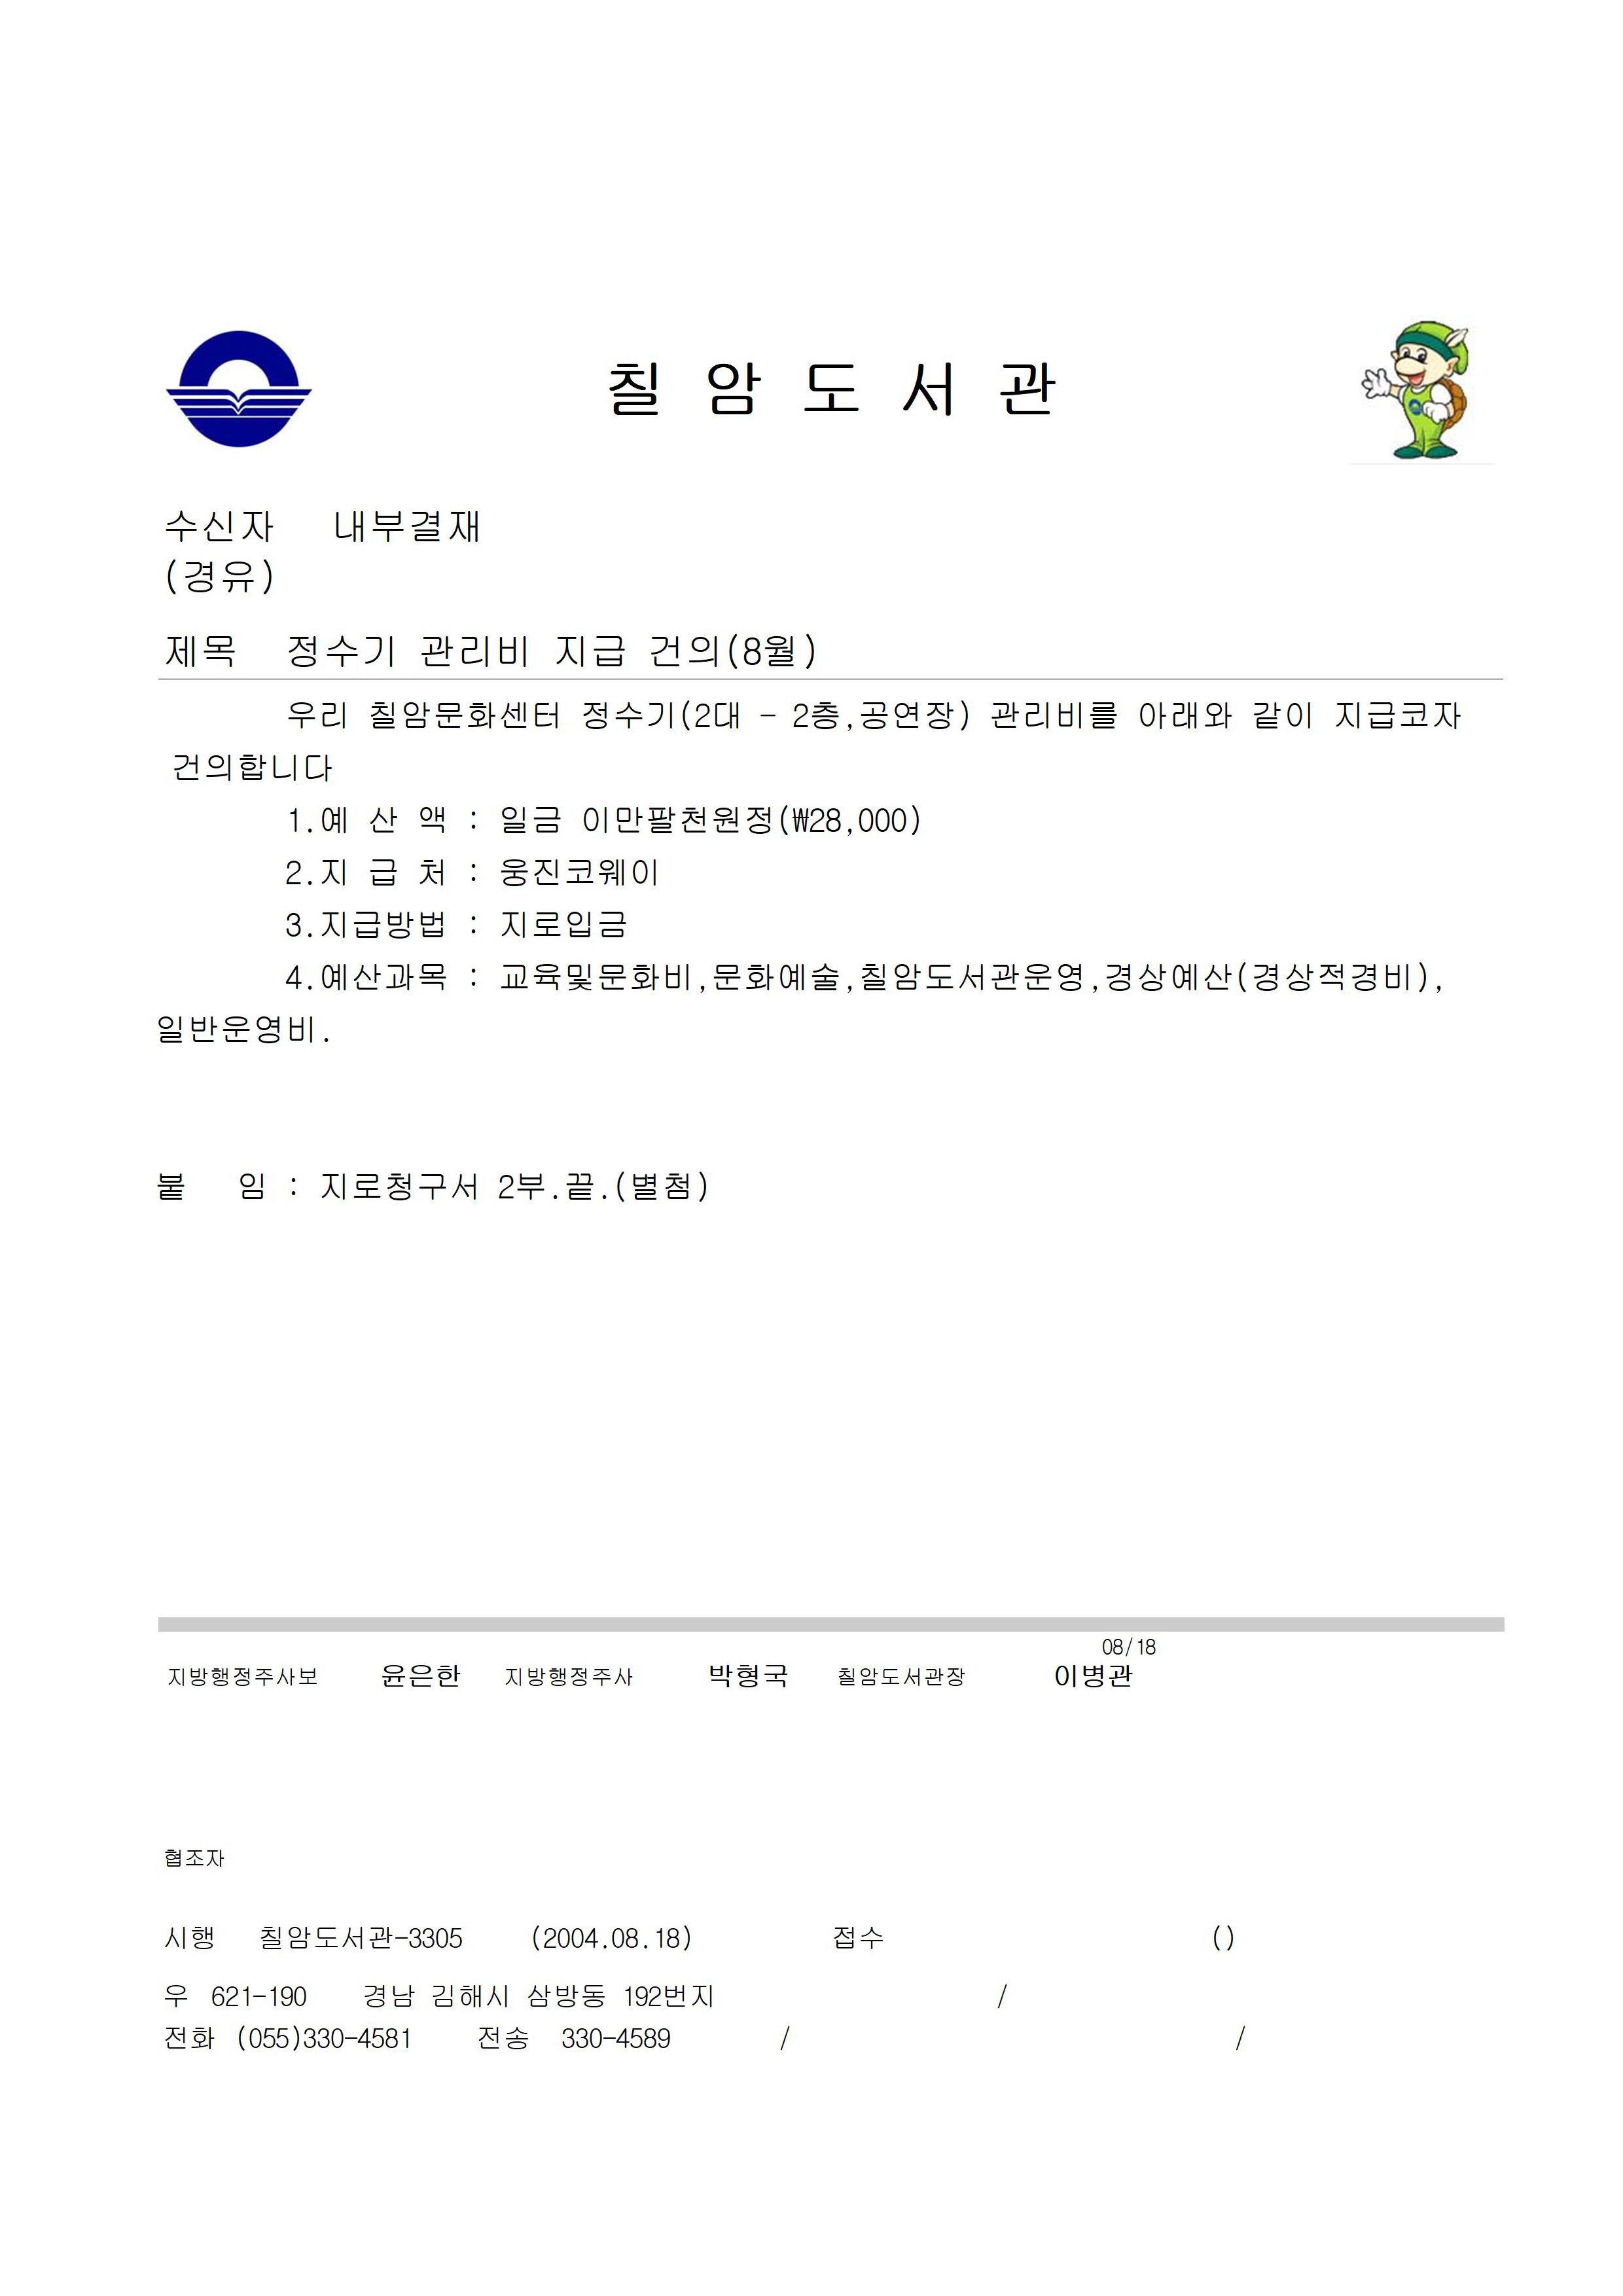 칠 암 도 서 관
수신자 내부결재
(경유)
제목 정수기 관리비 지급 건의(8월)
우리 칠암문화센터 정수기(2대 - 2층,공연장) 관리비를 아래와 같이 지급코자
건의합니다
1.예 산 액 : 일금 이만팔천원정(₩28,000)
2.지 급 처 : 웅진코웨이
3.지급방법 : 지로입금
4.예산과목 : 교육및문화비,문화예술,칠암도서관운영,경상예산(경상적경비),
일반운영비.
붙 임 : 지로청구서 2부.끝.(별첨)
08/18
지방행정주사보 윤은한 지방행정주사 박형국 칠암도서관장 이병관
협조자
시행 칠암도서관-3305 (2004.08.18) 접수 ()
우 621-190 경남 김해시 삼방동 192번지 /
전화 (055)330-4581 전송 330-4589 / /